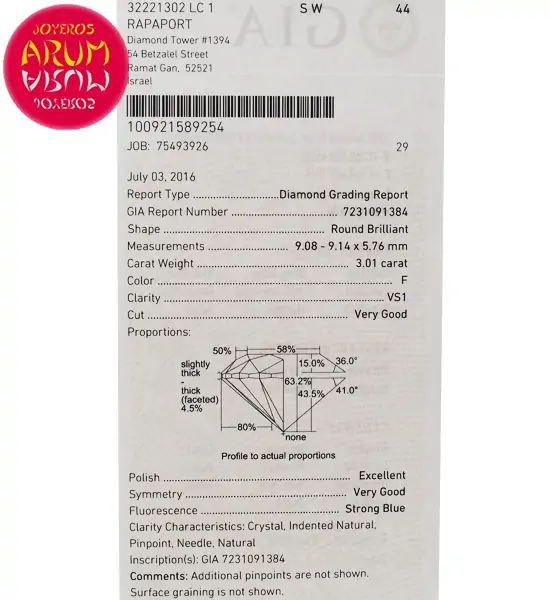 32221302 LC 1 S W 44
RAPAPORT
Diamond Tower #1394
54 Betzalel Street
Ramat Gan, 52521
Israel
JOYEROS
ARUM
ARUM
JOYEROS
GIA
100921589254
JOB: 75493926 29
July 03, 2016
Report Type ........................... Diamond Grading Report
GIA Report Number ........................... 7231091384
Shape ........................... Round Brilliant
Measurements ........................... 9.08 - 9.14 x 5.76 mm
Carat Weight ........................... 3.01 carat
Color ........................... F
Clarity ........................... VS1
Cut ........................... Very Good
Proportions:
50% 58%
slightly
thick
-
thick
(faceted)
4.5%
15.0% 36.0°
63.2%
43.5% 41.0°
80%
none
Profile to actual proportions
Polish ........................... Excellent
Symmetry ........................... Very Good
Fluorescence ........................... Strong Blue
Clarity Characteristics: Crystal, Indented Natural,
Pinpoint, Needle, Natural
Inscription(s): GIA 7231091384
Comments: Additional pinpoints are not shown.
Surface graining is not shown.